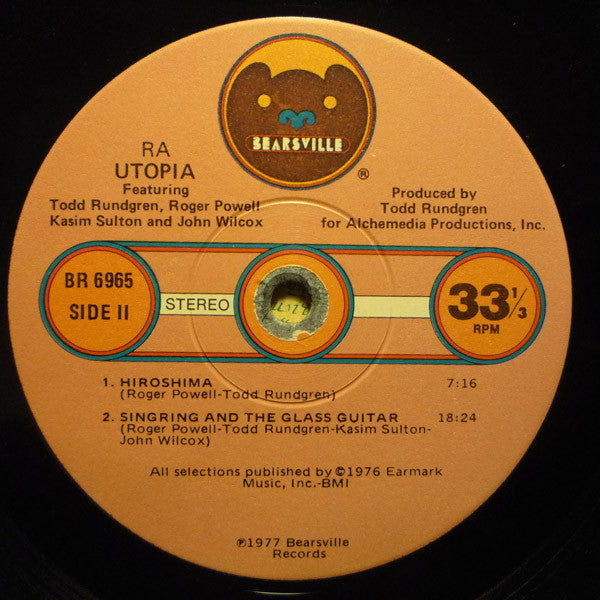 BEARSVILLE
®
RA
UTOPIA
Featuring
Todd Rundgren, Roger Powell
Kasim Sulton and John Wilcox
Produced by
Todd Rundgren
for Alchemedia Productions, Inc.
BR 6965
SIDE II
STEREO
33 1/3
RPM
1. HIROSHIMA 7:16
(Roger Powell-Todd Rundgren)
2. SINGRING AND THE GLASS GUITAR 18:24
(Roger Powell-Todd Rundgren-Kasim Sulton-
John Wilcox)
All selections published by ©1976 Earmark
Music, Inc.-BMI
℗1977 Bearsville
Records